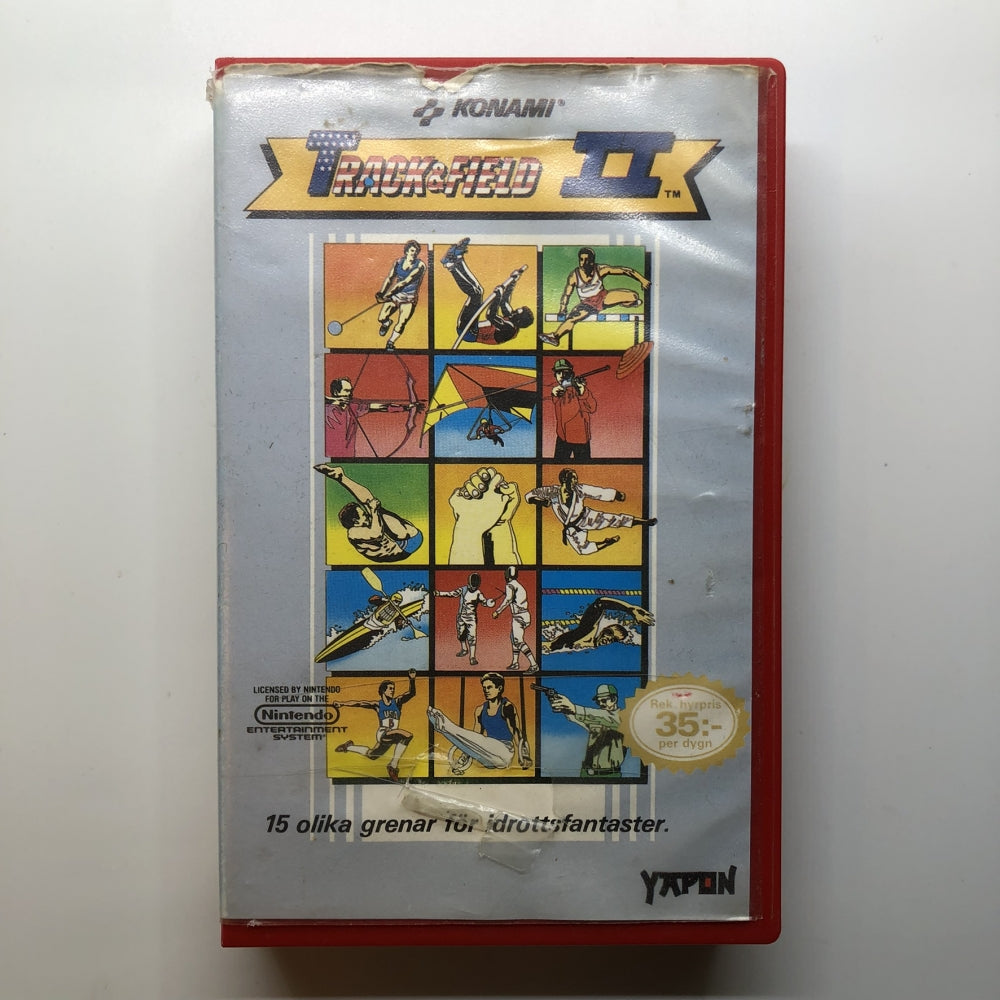 KONAMI®
TRACK & FIELD II
TM
USA
LICENSED BY NINTENDO
FOR PLAY ON THE
Nintendo
ENTERTAINMENT
SYSTEM®
Rek. hyrpris
35:-
per dygn
15 olika grenar för idrottsfantaster.
YAPON